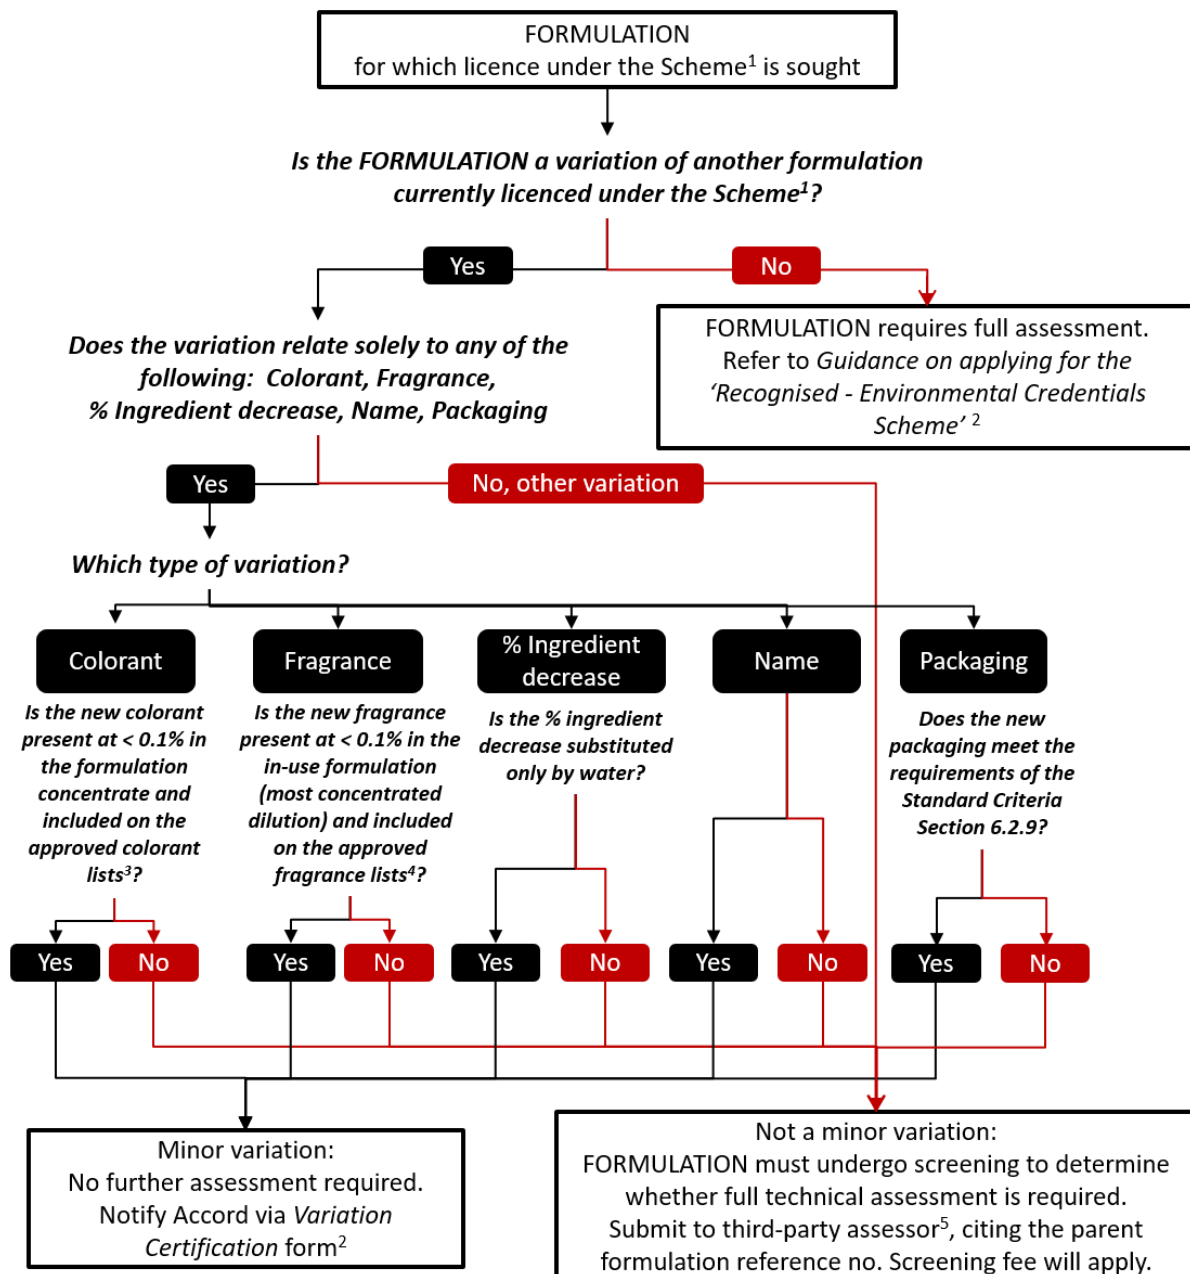 FORMULATION
for which licence under the Scheme¹ is sought
Is the FORMULATION a variation of another formulation
currently licenced under the Scheme¹?
Yes
No
FORMULATION requires full assessment.
Refer to Guidance on applying for the
‘Recognised - Environmental Credentials
Scheme’ ²
Does the variation relate solely to any of the
following: Colorant, Fragrance,
% Ingredient decrease, Name, Packaging
Yes
No, other variation
Which type of variation?
Colorant
Fragrance
% Ingredient
decrease
Name
Packaging
Is the new colorant
present at < 0.1% in
the formulation
concentrate and
included on the
approved colorant
lists³?
Is the new fragrance
present at < 0.1% in the
in-use formulation
(most concentrated
dilution) and included
on the approved
fragrance lists⁴?
Is the % ingredient
decrease substituted
only by water?
Does the new
packaging meet the
requirements of the
Standard Criteria
Section 6.2.9?
Yes
No
Yes
No
Yes
No
Yes
No
Yes
No
Minor variation:
No further assessment required.
Notify Accord via Variation
Certification form²
Not a minor variation:
FORMULATION must undergo screening to determine
whether full technical assessment is required.
Submit to third-party assessor⁵, citing the parent
formulation reference no. Screening fee will apply.